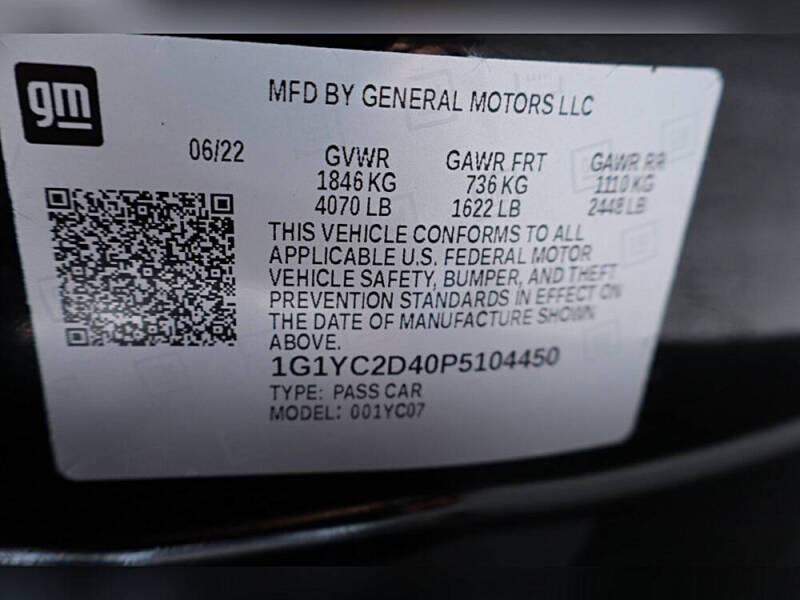 gm
MFD BY GENERAL MOTORS LLC
06/22
GVWR GAWR FRT GAWR RR
1846 KG 736 KG 1110 KG
4070 LB 1622 LB 2448 LB
THIS VEHICLE CONFORMS TO ALL
APPLICABLE U.S. FEDERAL MOTOR
VEHICLE SAFETY, BUMPER, AND THEFT
PREVENTION STANDARDS IN EFFECT ON
THE DATE OF MANUFACTURE SHOWN
ABOVE.
1G1YC2D40P5104450
TYPE: PASS CAR
MODEL: 001YC07